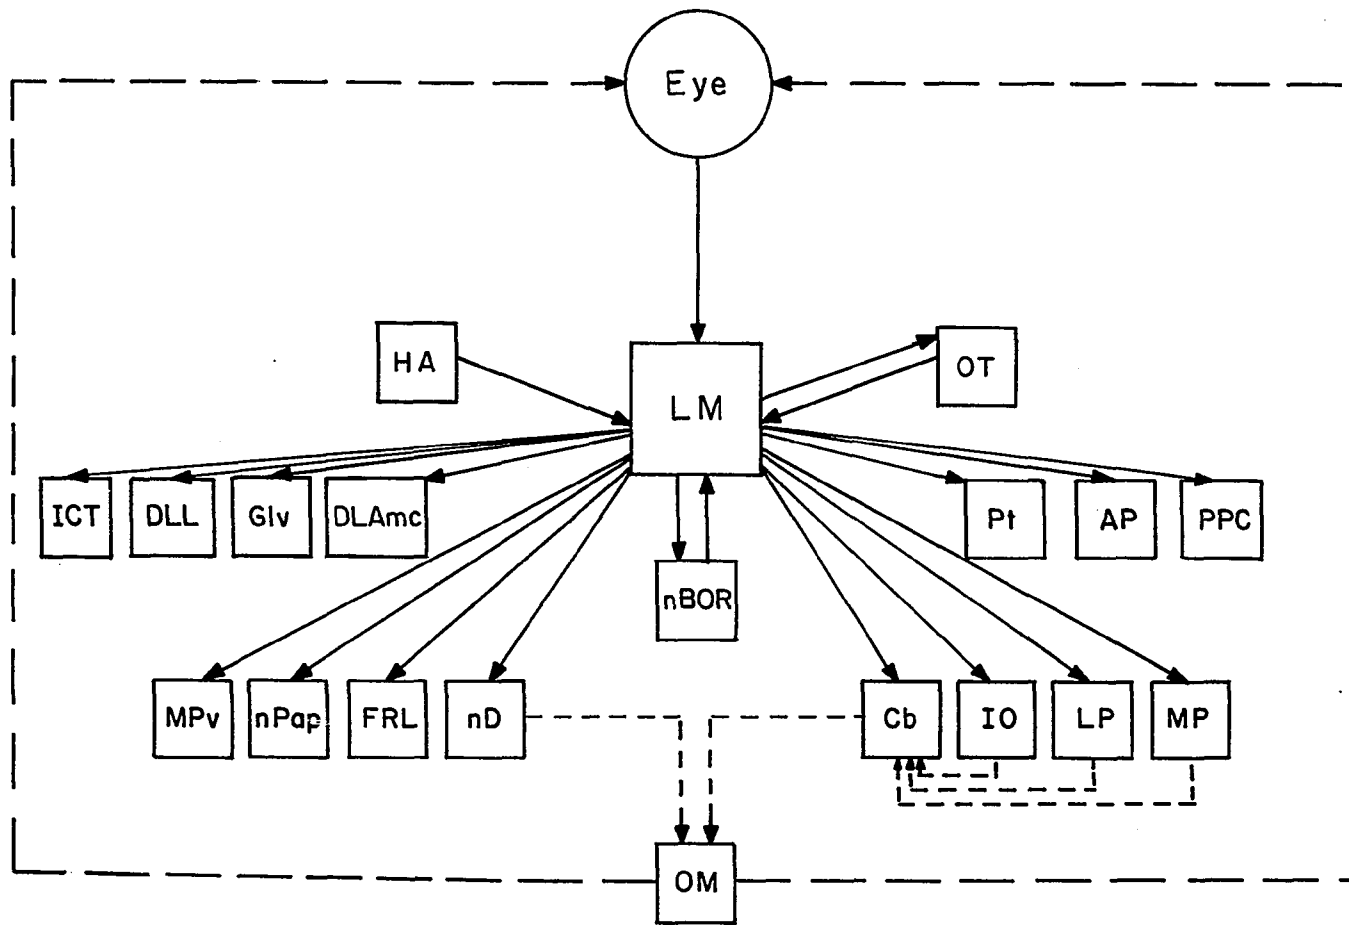 Eye
HA
LM
OT
ICT
DLL
Glv
DLAmc
Pt
AP
PPC
nBOR
MPv
nPap
FRL
nD
Cb
IO
LP
MP
OM